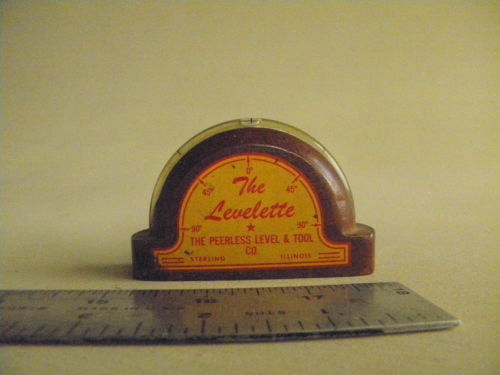 0°
45° 45°
The
Levelette
90° 90°
THE PEERLESS LEVEL & TOOL
CO.
STERLING ILLINOIS